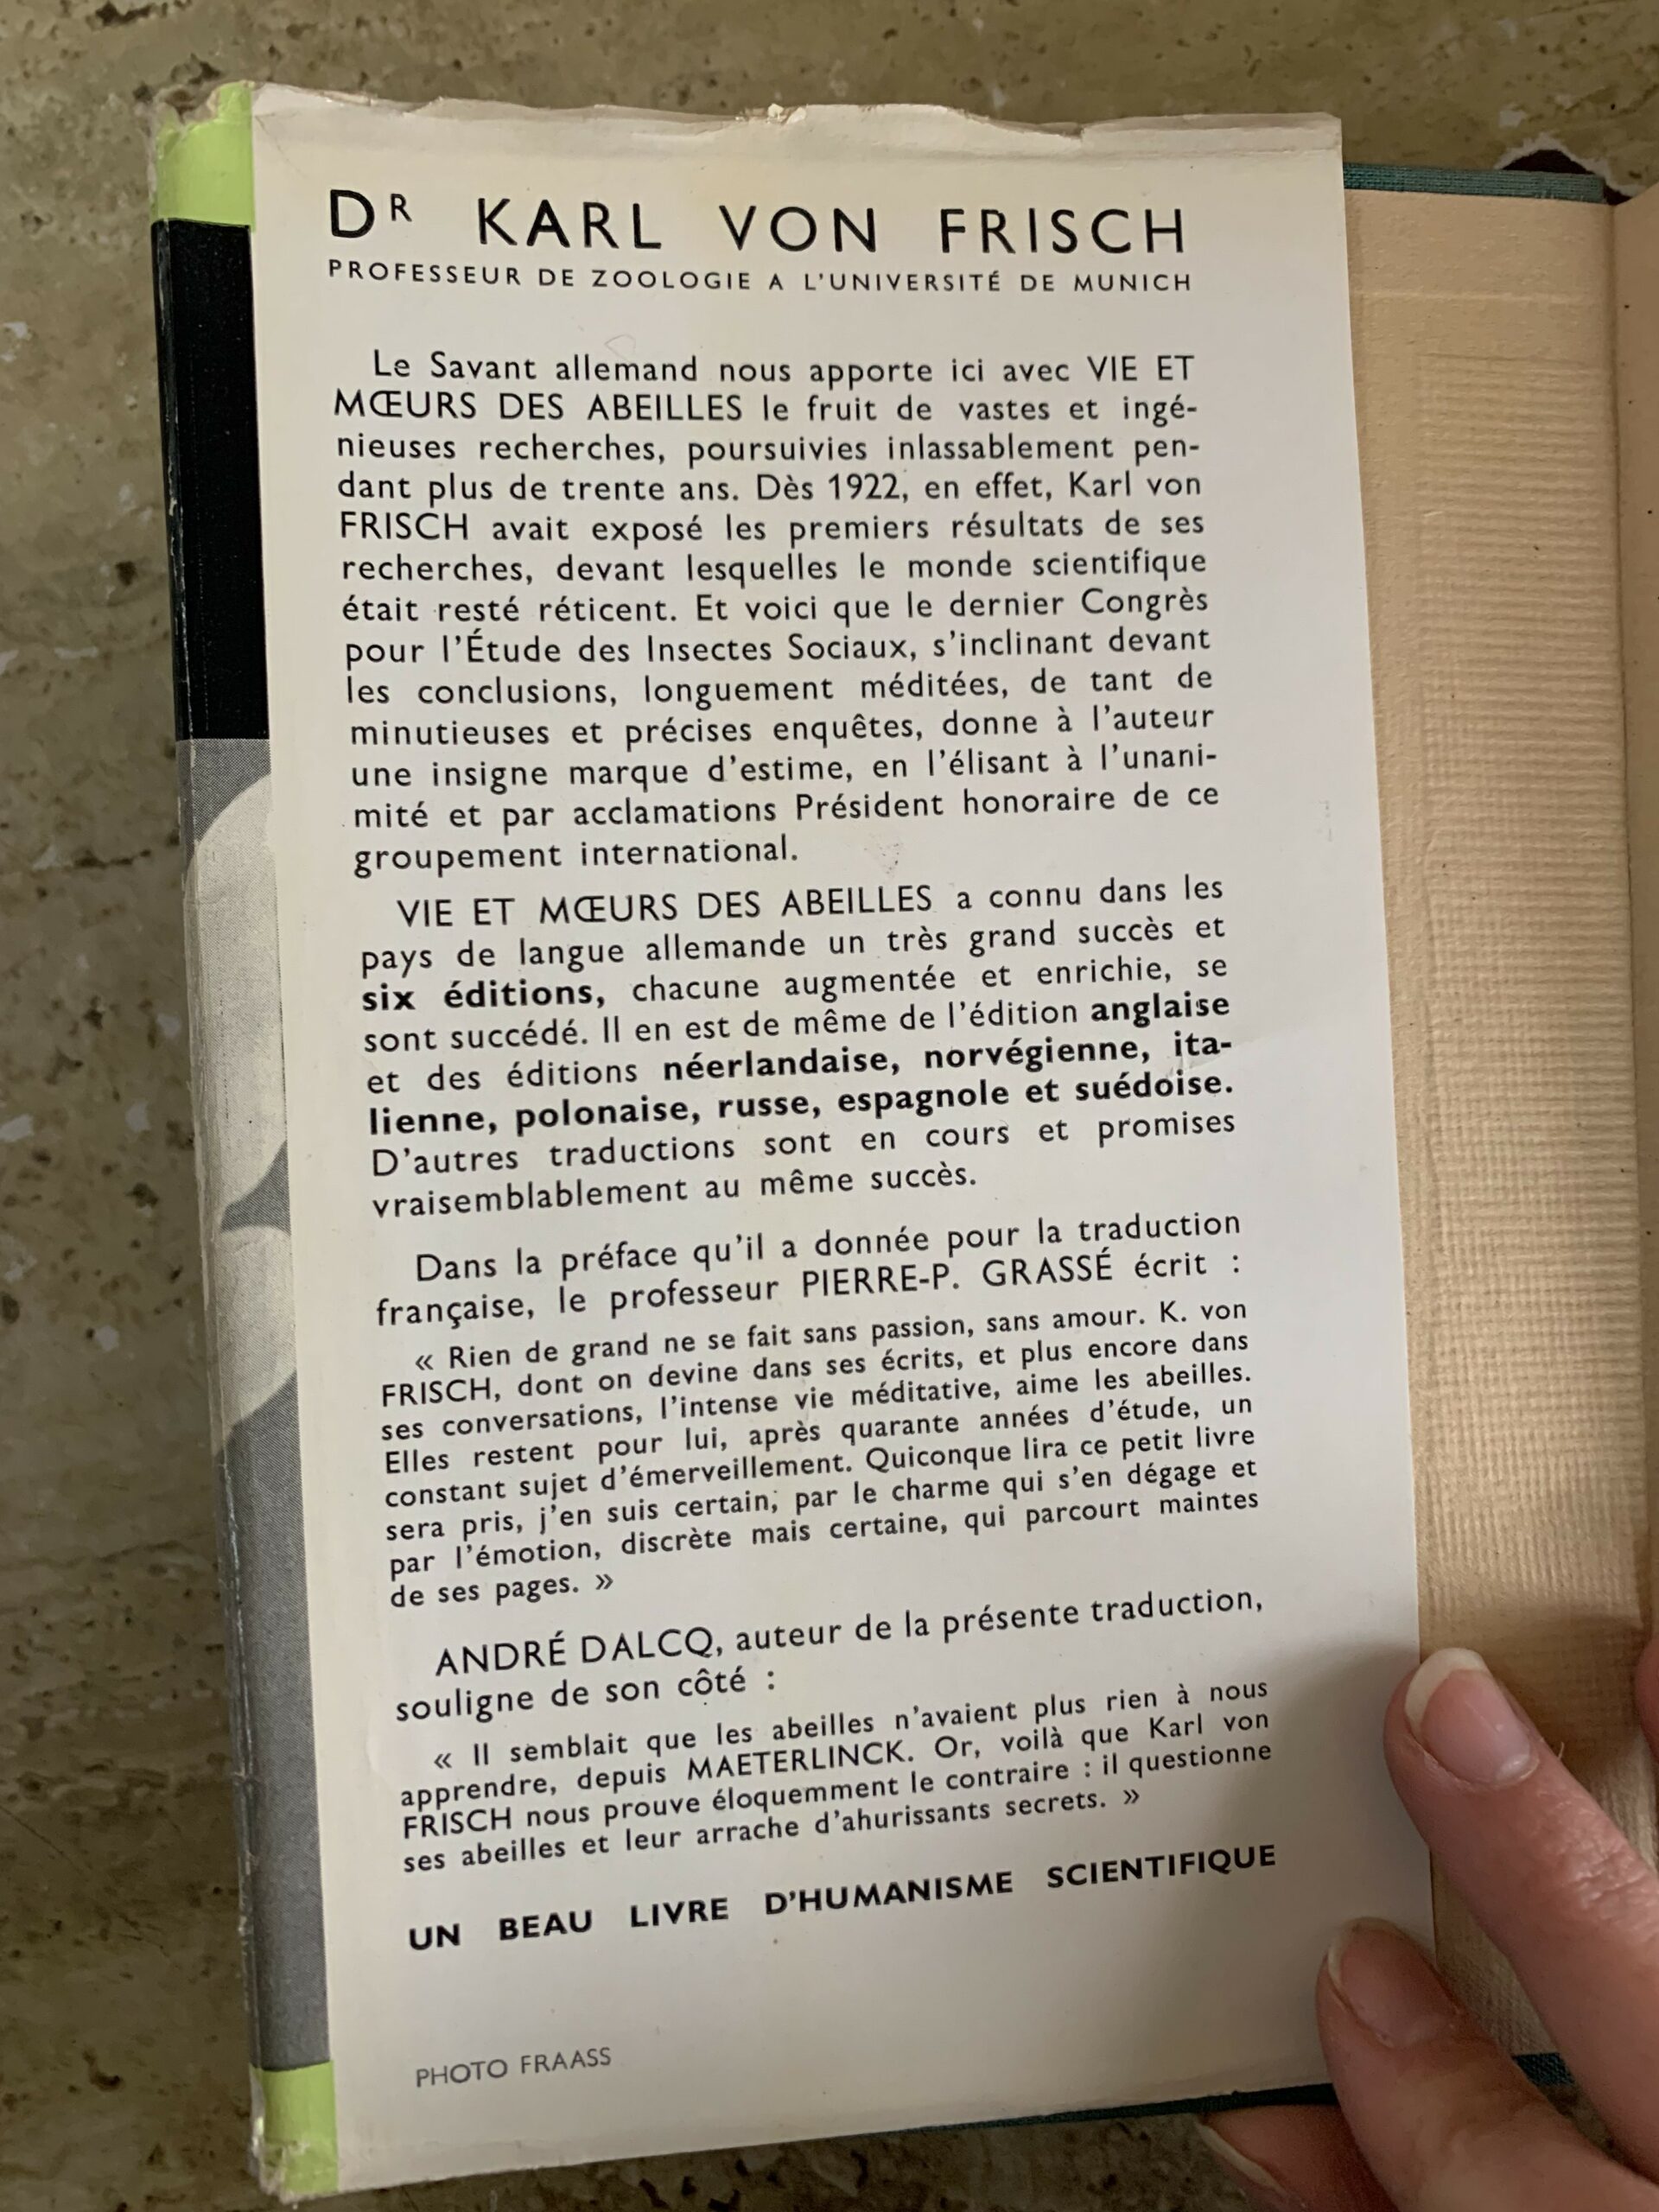 DR KARL VON FRISCH
PROFESSEUR DE ZOOLOGIE A L'UNIVERSITÉ DE MUNICH
Le Savant allemand nous apporte ici avec VIE ET
MŒURS DES ABEILLES le fruit de vastes et ingé-
nieuses recherches, poursuivies inlassablement pen-
dant plus de trente ans. Dès 1922, en effet, Karl von
FRISCH avait exposé les premiers résultats de ses
recherches, devant lesquelles le monde scientifique
était resté réticent. Et voici que le dernier Congrès
pour l'Étude des Insectes Sociaux, s'inclinant devant
les conclusions, longuement méditées, de tant de
minutieuses et précises enquêtes, donne à l'auteur
une insigne marque d'estime, en l'élisant à l'unani-
mité et par acclamations Président honoraire de ce
groupement international.
VIE ET MŒURS DES ABEILLES a connu dans les
pays de langue allemande un très grand succès et
six éditions, chacune augmentée et enrichie, se
sont succédé. Il en est de même de l'édition anglaise
et des éditions néerlandaise, norvégienne, ita-
lienne, polonaise, russe, espagnole et suédoise.
D'autres traductions sont en cours et promises
vraisemblablement au même succès.
Dans la préface qu'il a donnée pour la traduction
française, le professeur PIERRE-P. GRASSÉ écrit :
« Rien de grand ne se fait sans passion, sans amour. K. von
FRISCH, dont on devine dans ses écrits, et plus encore dans
ses conversations, l'intense vie méditative, aime les abeilles.
Elles restent pour lui, après quarante années d'étude, un
constant sujet d'émerveillement. Quiconque lira ce petit livre
sera pris, j'en suis certain, par le charme qui s'en dégage et
par l'émotion, discrète mais certaine, qui parcourt maintes
de ses pages. »
ANDRÉ DALCQ, auteur de la présente traduction,
souligne de son côté :
« Il semblait que les abeilles n'avaient plus rien à nous
apprendre, depuis MAETERLINCK. Or, voilà que Karl von
FRISCH nous prouve éloquemment le contraire : il questionne
ses abeilles et leur arrache d'ahurissants secrets. »
UN BEAU LIVRE D'HUMANISME SCIENTIFIQUE
PHOTO FRAASS